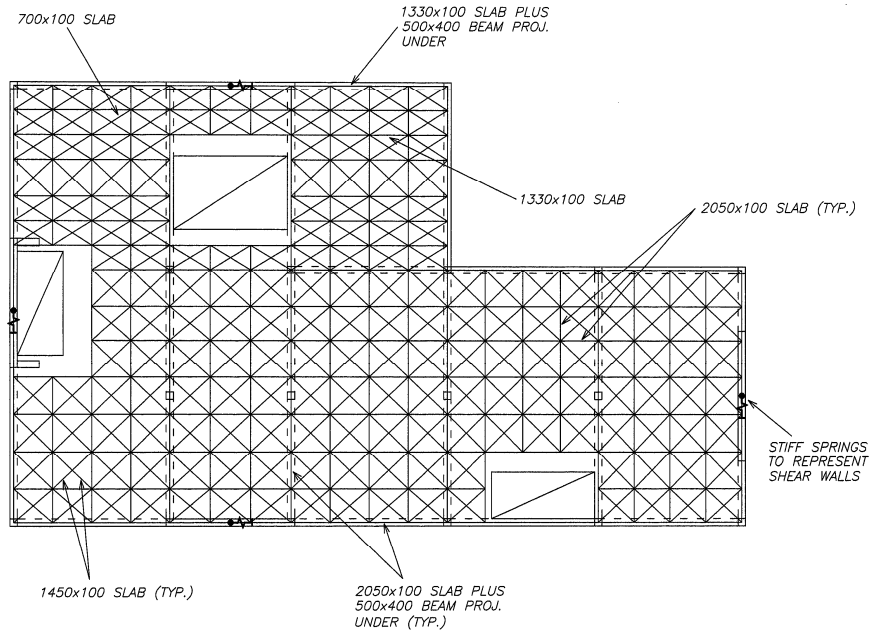 700x100 SLAB
1330x100 SLAB PLUS
500x400 BEAM PROJ.
UNDER
1330x100 SLAB
2050x100 SLAB (TYP.)
STIFF SPRINGS
TO REPRESENT
SHEAR WALLS
1450x100 SLAB (TYP.)
2050x100 SLAB PLUS
500x400 BEAM PROJ.
UNDER (TYP.)